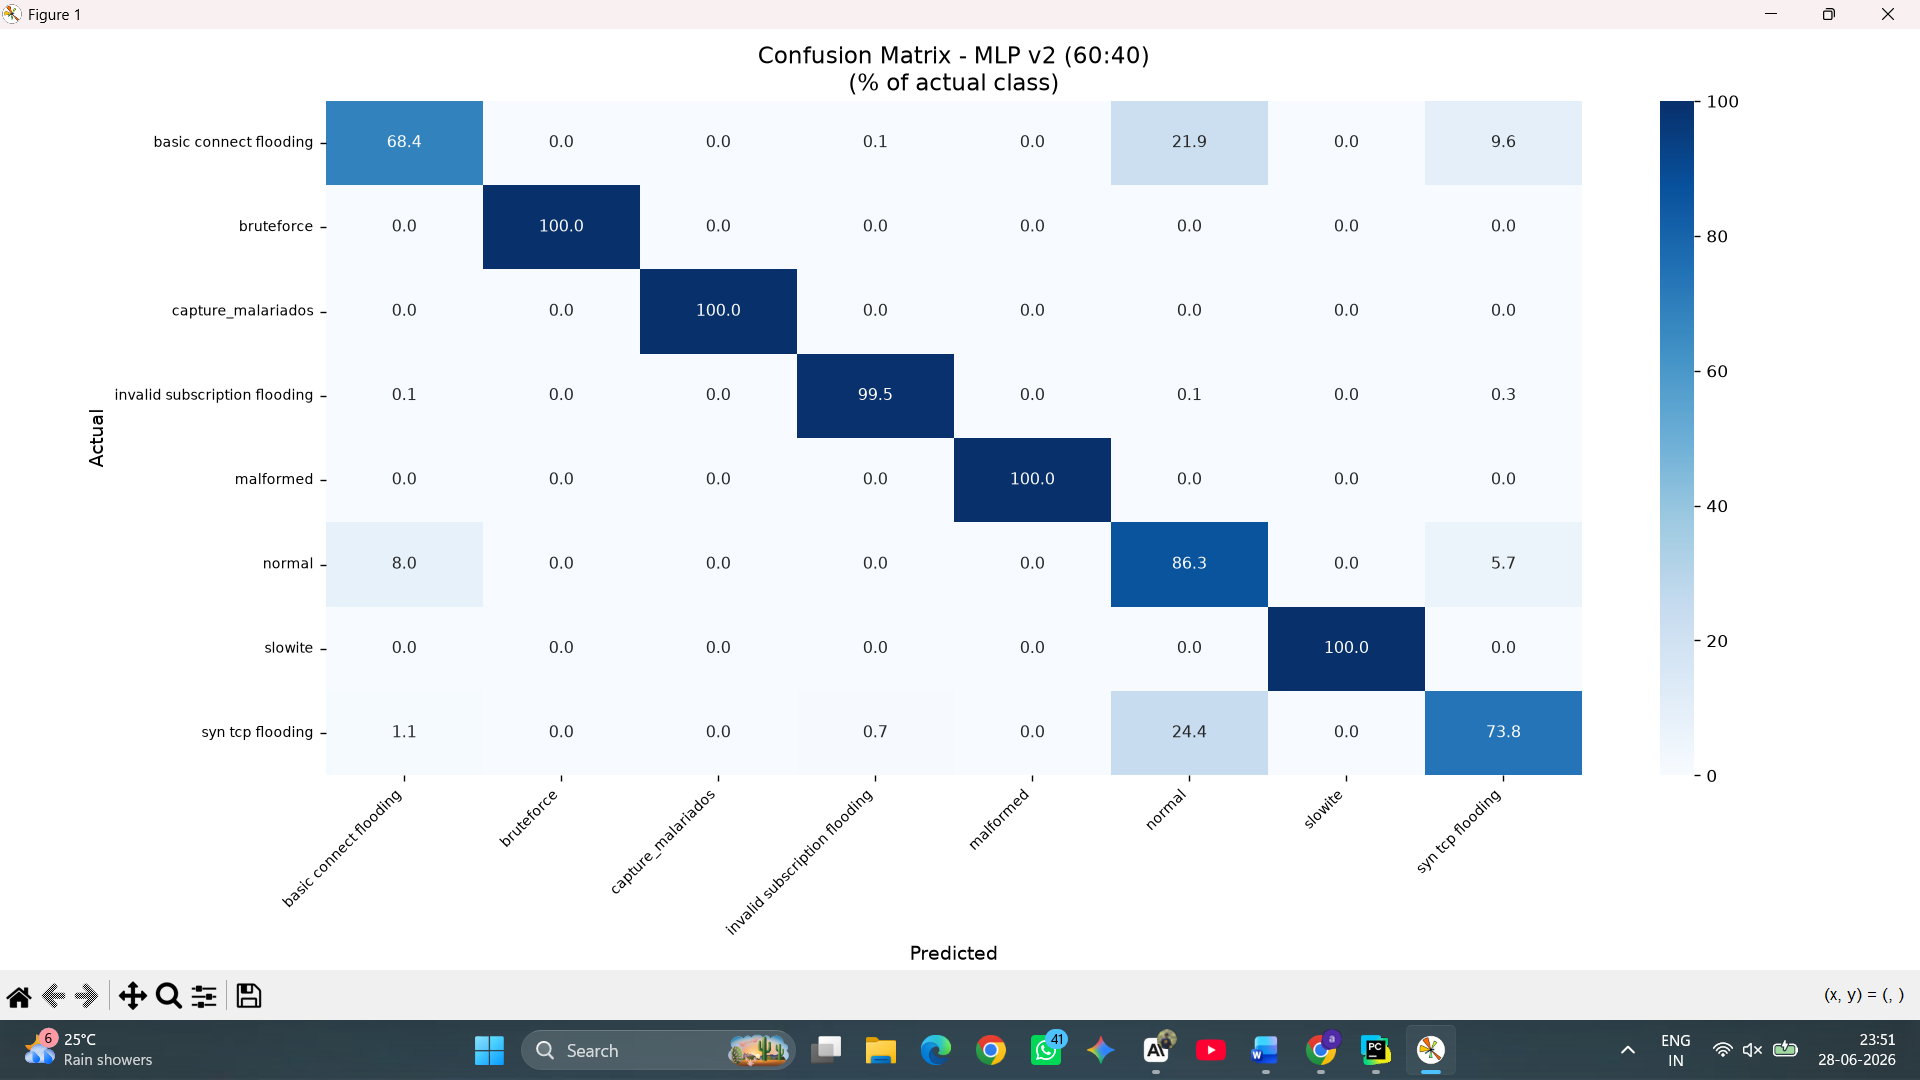 Figure 1
Confusion Matrix - MLP v2 (60:40)
(% of actual class)
basic connect flooding 68.4 0.0 0.0 0.1 0.0 21.9 0.0 9.6
bruteforce 0.0 100.0 0.0 0.0 0.0 0.0 0.0 0.0
capture_malariados 0.0 0.0 100.0 0.0 0.0 0.0 0.0 0.0
invalid subscription flooding 0.1 0.0 0.0 99.5 0.0 0.1 0.0 0.3
malformed 0.0 0.0 0.0 0.0 100.0 0.0 0.0 0.0
normal 8.0 0.0 0.0 0.0 0.0 86.3 0.0 5.7
slowite 0.0 0.0 0.0 0.0 0.0 0.0 100.0 0.0
syn tcp flooding 1.1 0.0 0.0 0.7 0.0 24.4 0.0 73.8
Actual
basic connect flooding
bruteforce
capture_malariados
invalid subscription flooding
malformed
normal
slowite
syn tcp flooding
Predicted
100
80
60
40
20
0
(x, y) = (, )
6
25°C
Rain showers
Search
41
a
PC
W
ENG
IN
23:51
28-06-2026